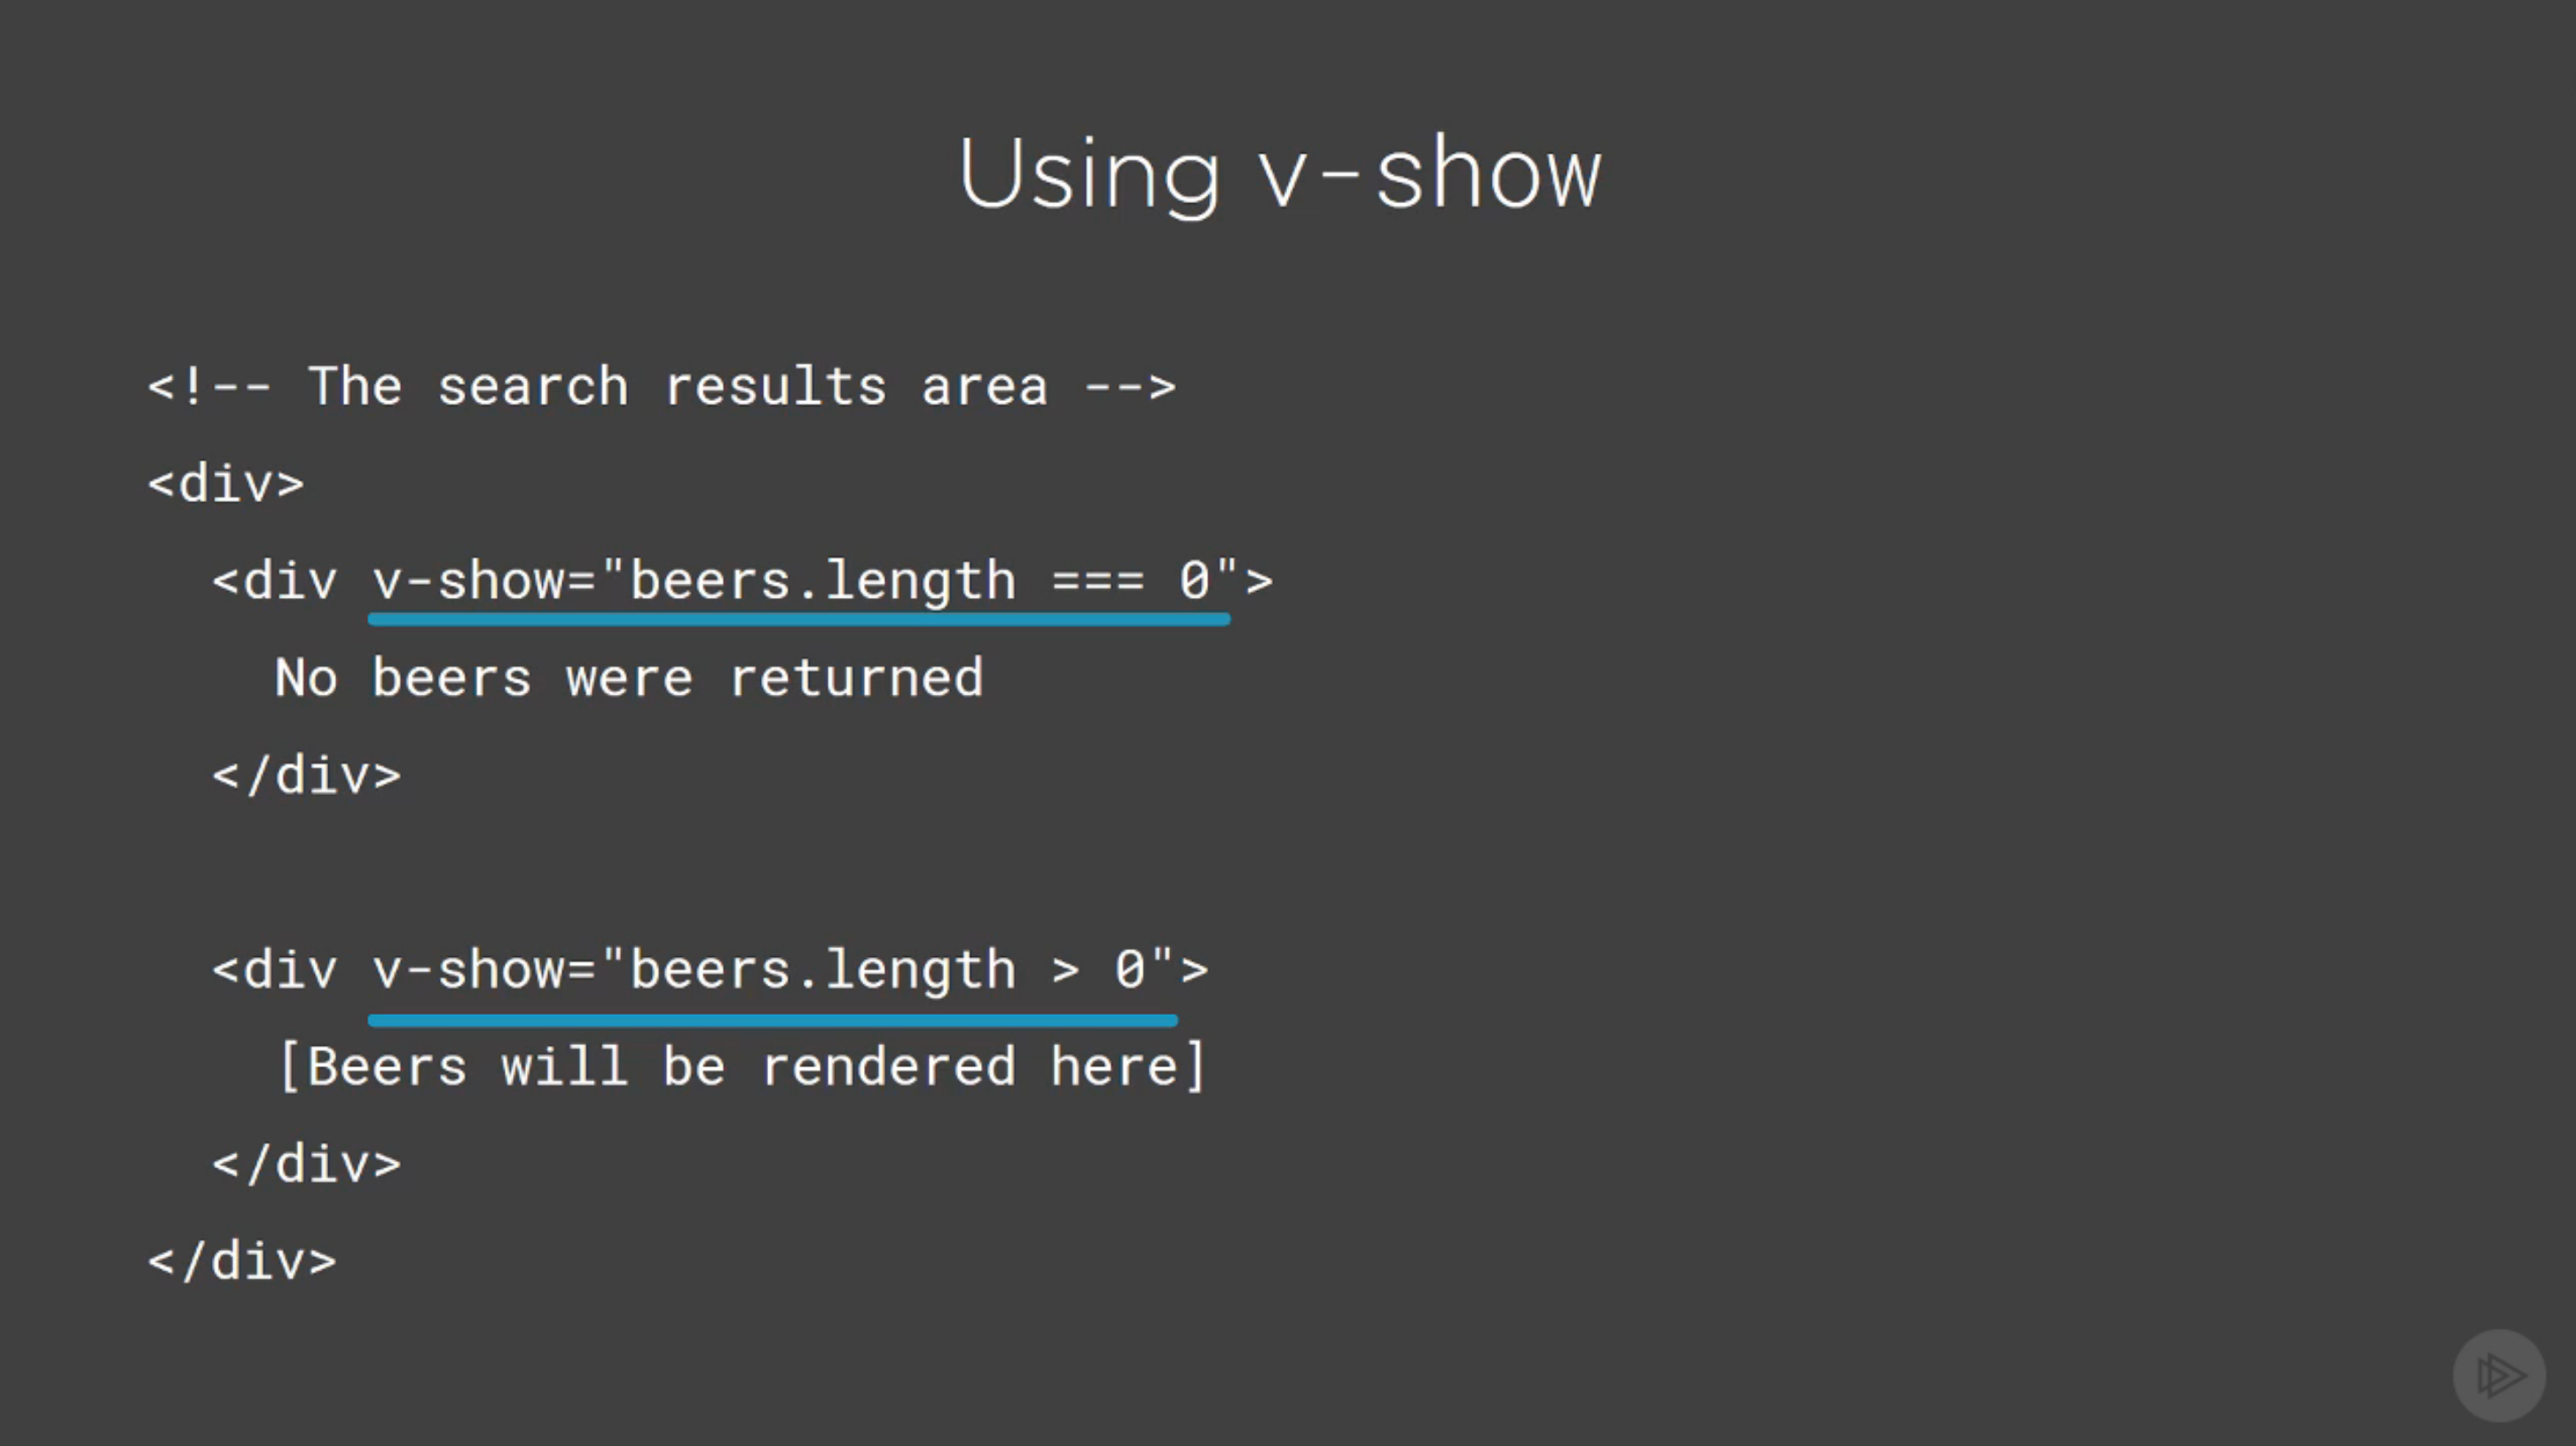 Using v-show
<!-- The search results area -->
<div>
<div v-show="beers.length === 0">
No beers were returned
</div>
<div v-show="beers.length > 0">
[Beers will be rendered here]
</div>
</div>